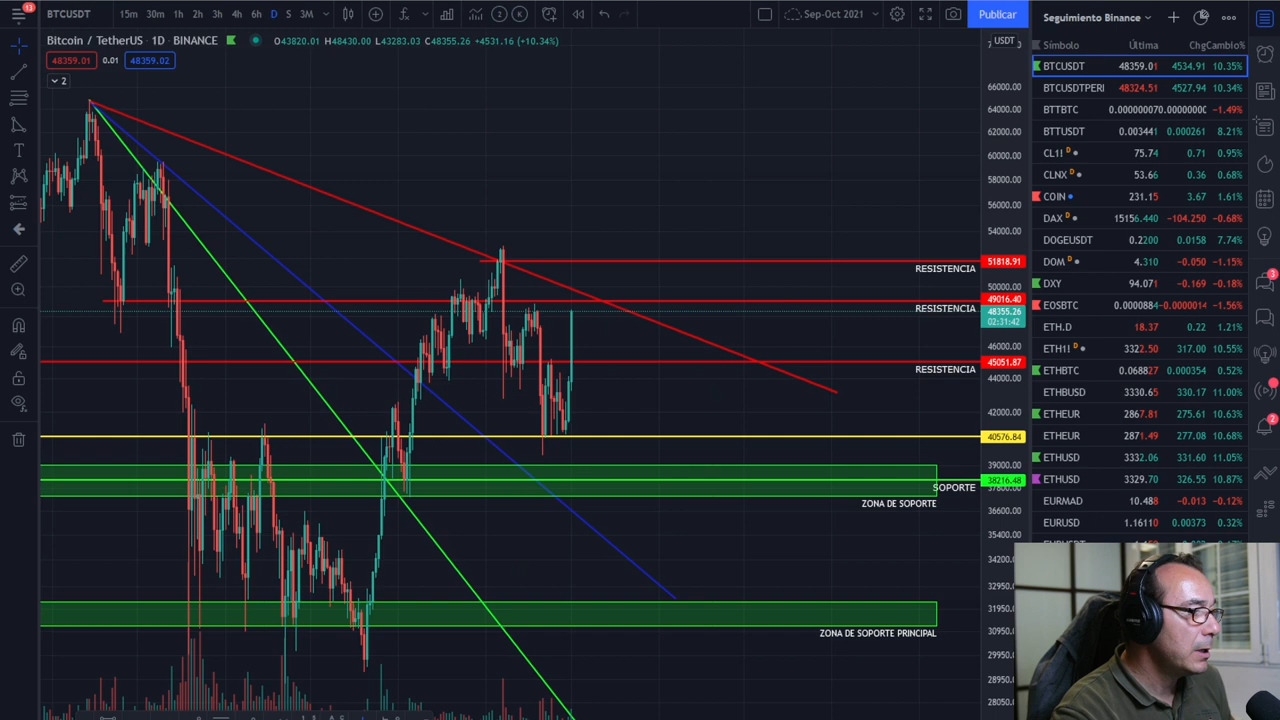 13
BTCUSDT
15m 30m 1h 2h 3h 4h 6h D S 3M
Sep-Oct 2021
Publicar
Bitcoin / TetherUS · 1D · BINANCE O43820.01 H48430.00 L43283.03 C48355.26 +4531.16 (+10.34%)
48359.01 0.01 48359.02
2
USDT
66000.00
64000.00
62000.00
60000.00
58000.00
56000.00
54000.00
51818.91
RESISTENCIA
50000.00
49016.40
RESISTENCIA
48355.26
02:31:42
46000.00
45051.87
RESISTENCIA
44000.00
42000.00
40576.84
39000.00
38216.48
SOPORTE
ZONA DE SOPORTE
36600.00
35400.00
34200.00
32950.00
31950.00
30950.00
ZONA DE SOPORTE PRINCIPAL
29950.00
28950.00
28050.00
Seguimiento Binance
Símbolo Última Chg Cambio%
BTCUSDT 48359.01 4534.91 10.35%
BTCUSDTPERI 48324.51 4527.94 10.34%
BTTBTC 0.00000007 0.0000000C −1.49%
BTTUSDT 0.003441 0.000261 8.21%
CL1! D 75.74 0.71 0.95%
CLNX D 53.66 0.36 0.68%
COIN 231.15 3.67 1.61%
DAX D 15156.440 −104.250 −0.68%
DOGEUSDT 0.2200 0.0158 7.74%
DOM D 4.310 −0.050 −1.15%
DXY 94.071 −0.169 −0.18%
EOSBTC 0.0000884 −0.000014 −1.56%
ETH.D 18.37 0.22 1.21%
ETH1! D 3322.50 317.00 10.55%
ETHBTC 0.068827 0.000354 0.52%
ETHBUSD 3330.65 330.17 11.00%
ETHEUR 2867.81 275.61 10.63%
ETHEUR 2871.49 277.08 10.68%
ETHUSD 3332.06 331.60 11.05%
ETHUSD 3329.70 326.55 10.87%
EURMAD 10.488 −0.013 −0.12%
EURUSD 1.16110 0.00373 0.32%
3
2